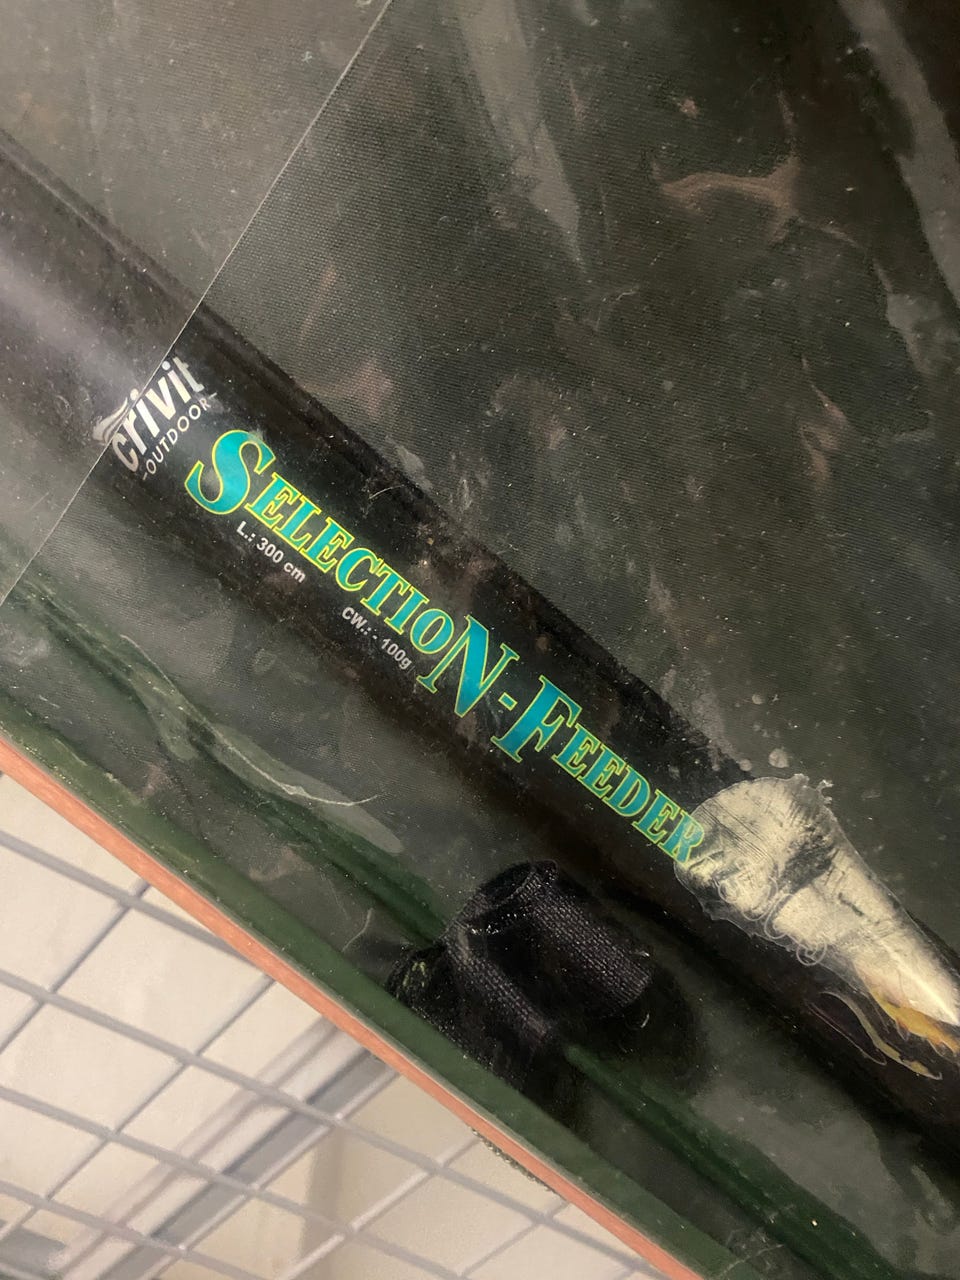 crivit
OUTDOOR
SELECTION-FEEDER
L.: 300 cm
CW.: - 100g